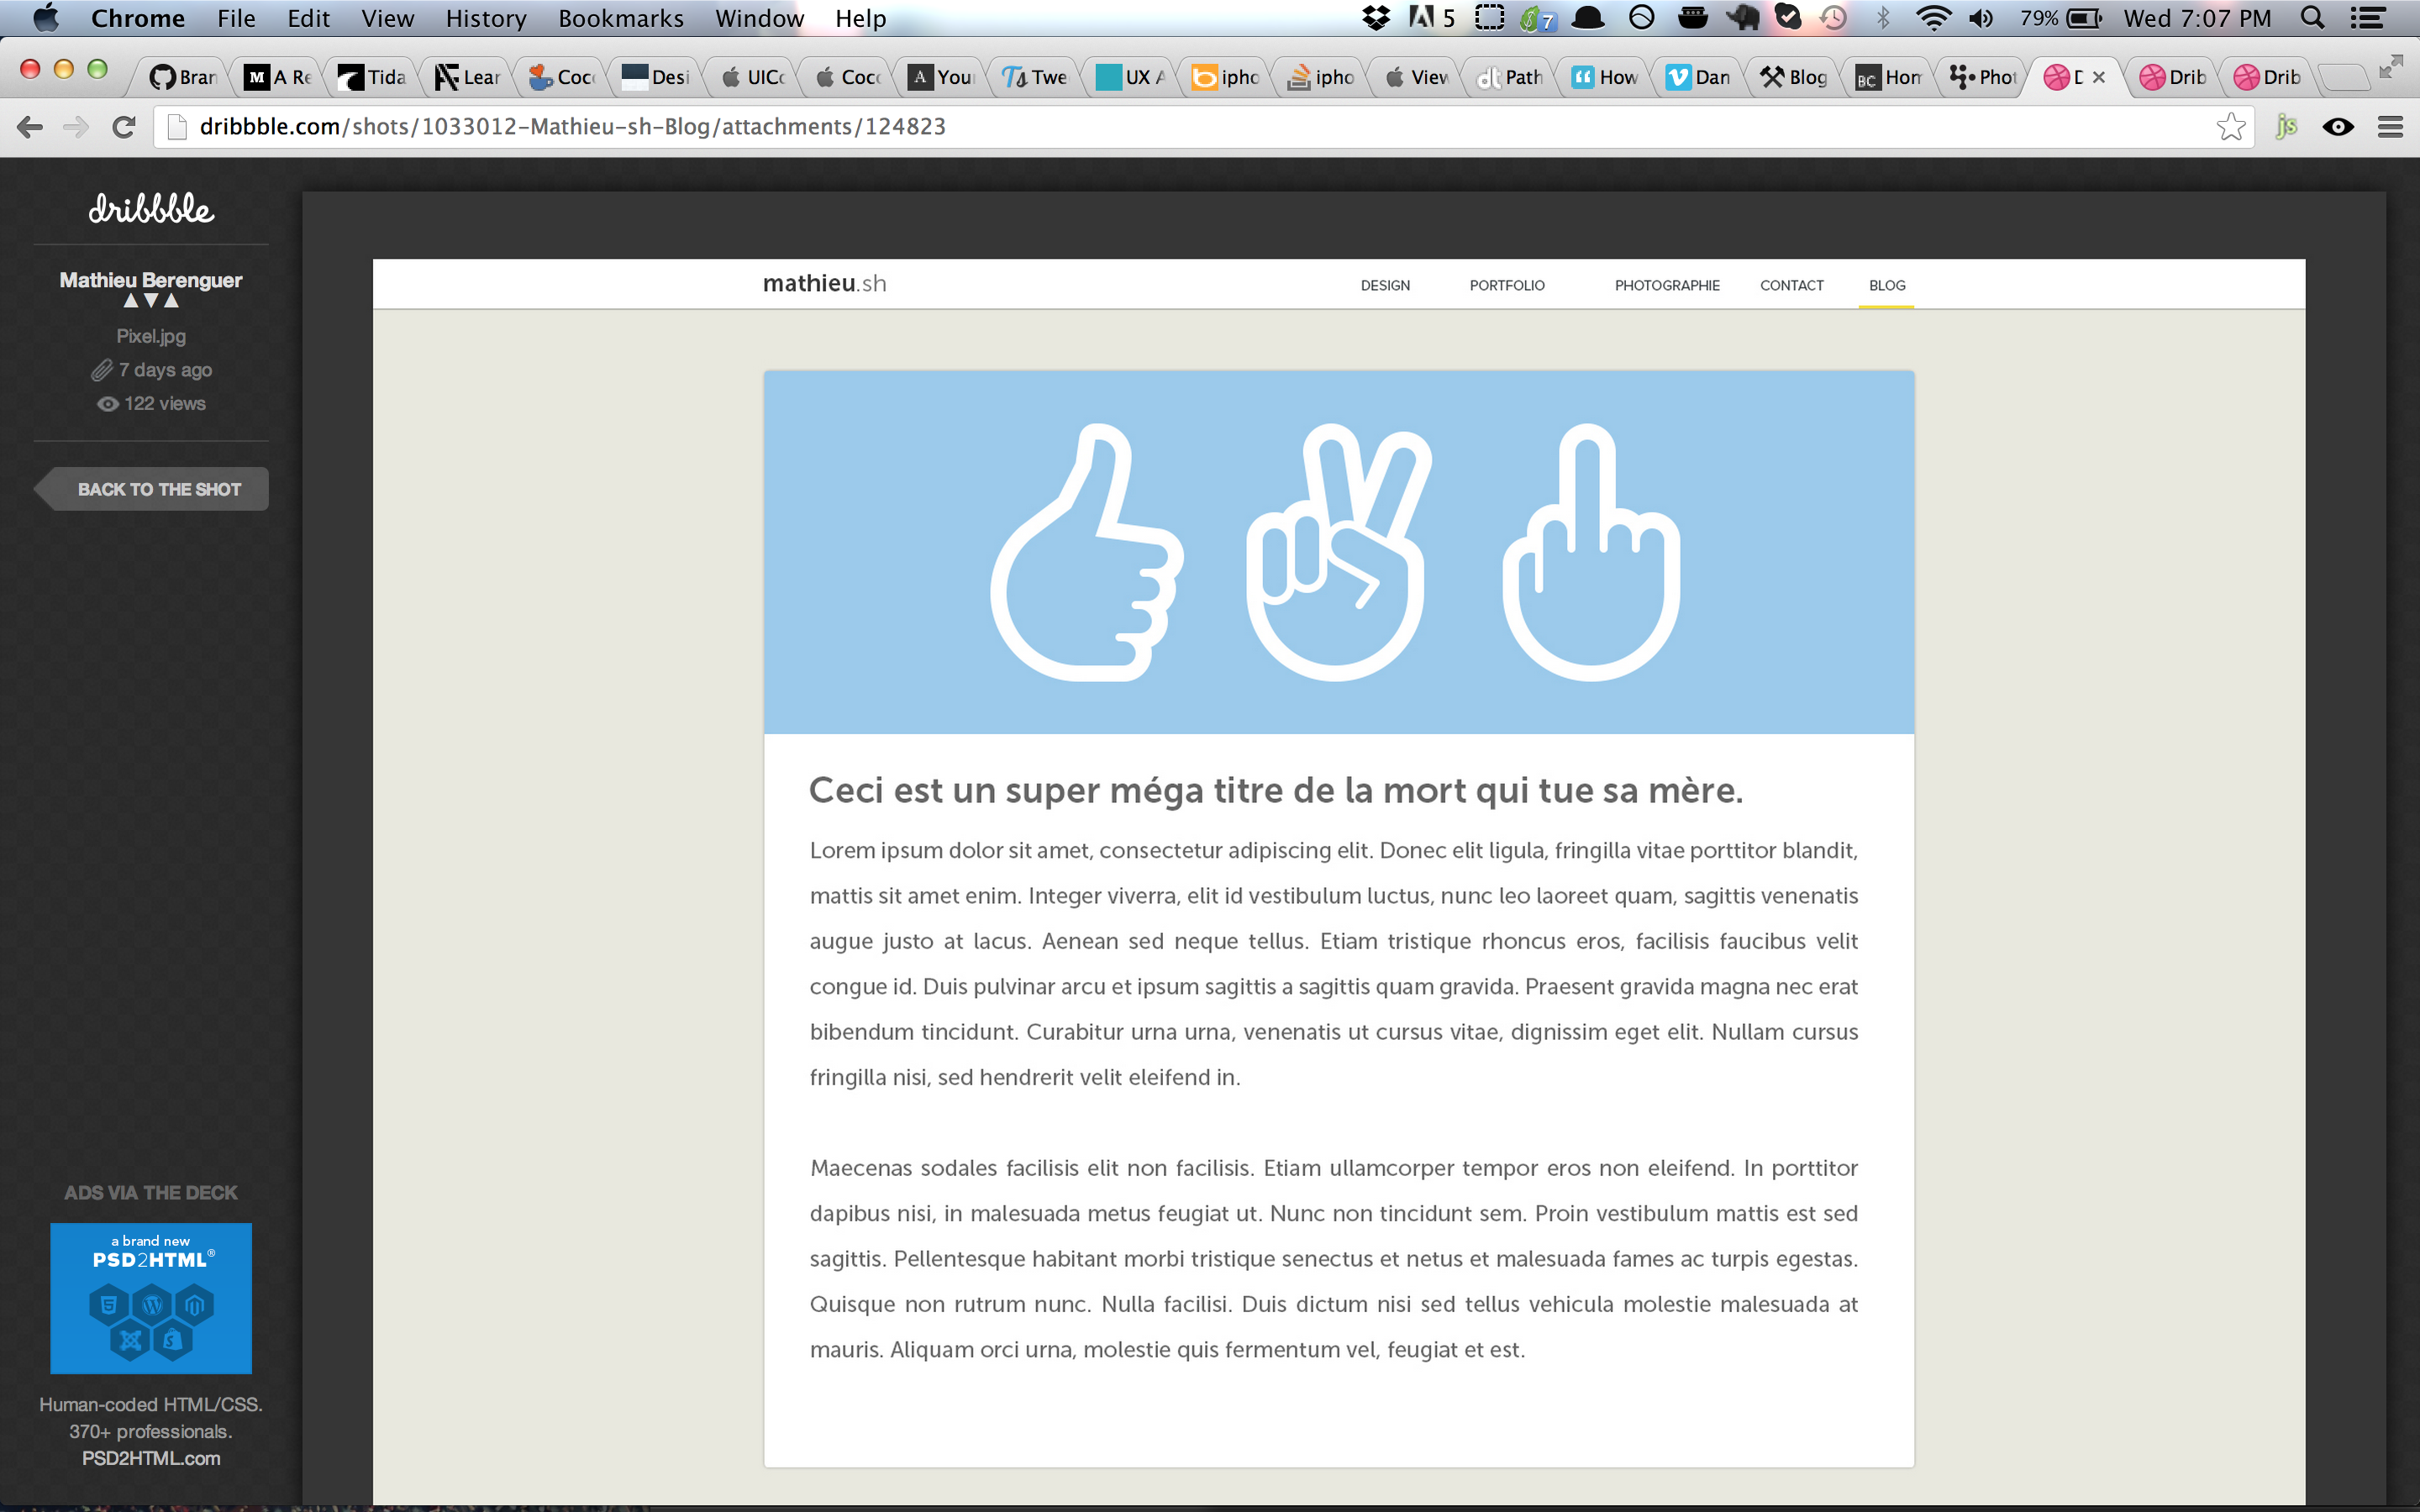 Chrome File Edit View History Bookmarks Window Help 5 7 79% Wed 7:07 PM
Bran M A Re Tida Lear Coc Desi UICo Coco A You Ts Twe UX A ipho ipho View dt Path How Dan Blog BC Hom Phot D Drib Drib
dribbble.com/shots/1033012-Mathieu-sh-Blog/attachments/124823 js
dribbble
Mathieu Berenguer
Pixel.jpg
7 days ago
122 views
BACK TO THE SHOT
mathieu.sh DESIGN PORTFOLIO PHOTOGRAPHIE CONTACT BLOG
Ceci est un super méga titre de la mort qui tue sa mère.
Lorem ipsum dolor sit amet, consectetur adipiscing elit. Donec elit ligula, fringilla vitae porttitor blandit,
mattis sit amet enim. Integer viverra, elit id vestibulum luctus, nunc leo laoreet quam, sagittis venenatis
augue justo at lacus. Aenean sed neque tellus. Etiam tristique rhoncus eros, facilisis faucibus velit
congue id. Duis pulvinar arcu et ipsum sagittis a sagittis quam gravida. Praesent gravida magna nec erat
bibendum tincidunt. Curabitur urna urna, venenatis ut cursus vitae, dignissim eget elit. Nullam cursus
fringilla nisi, sed hendrerit velit eleifend in.
Maecenas sodales facilisis elit non facilisis. Etiam ullamcorper tempor eros non eleifend. In porttitor
dapibus nisi, in malesuada metus feugiat ut. Nunc non tincidunt sem. Proin vestibulum mattis est sed
sagittis. Pellentesque habitant morbi tristique senectus et netus et malesuada fames ac turpis egestas.
Quisque non rutrum nunc. Nulla facilisi. Duis dictum nisi sed tellus vehicula molestie malesuada at
mauris. Aliquam orci urna, molestie quis fermentum vel, feugiat et est.
ADS VIA THE DECK
a brand new
PSD2HTML®
Human-coded HTML/CSS.
370+ professionals.
PSD2HTML.com